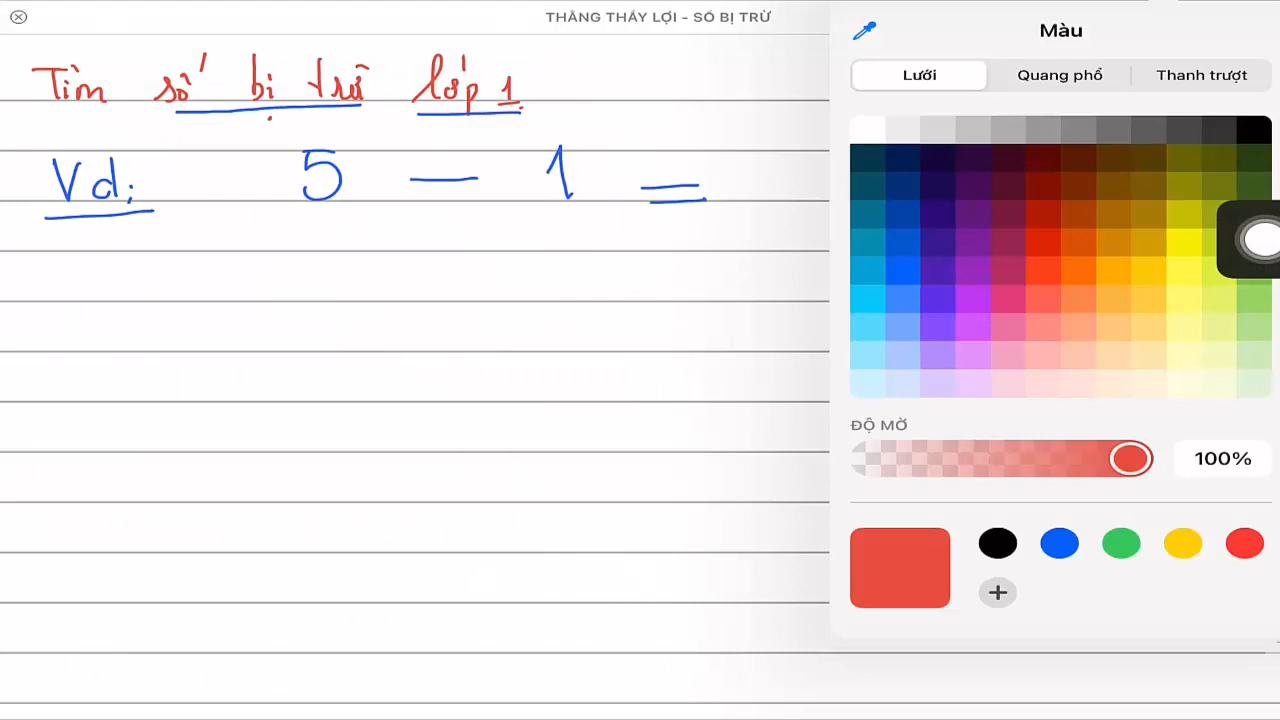 THẰNG THẦY LỢI - SỐ BỊ TRỪ
Tìm số bị trừ lớp 1.
Vd: 5 — 1 =
Màu
Lưới Quang phổ Thanh trượt
ĐỘ MỜ
100%